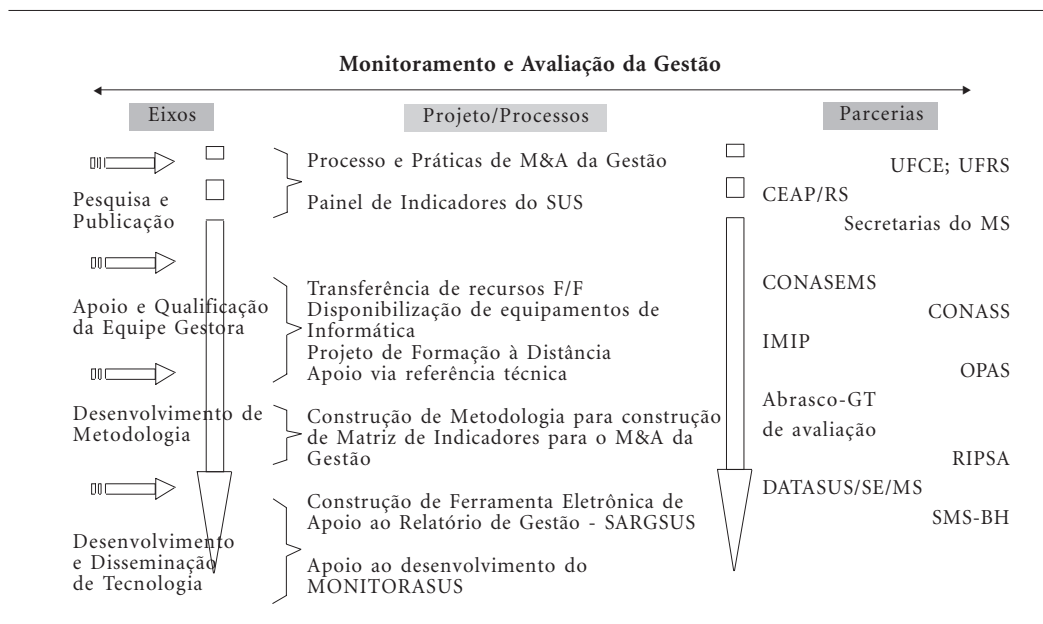 Monitoramento e Avaliação da Gestão
Eixos
Projeto/Processos
Parcerias
Pesquisa e
Publicação
Processo e Práticas de M&A da Gestão
Painel de Indicadores do SUS
Apoio e Qualificação
da Equipe Gestora
Transferência de recursos F/F
Disponibilização de equipamentos de
Informática
Projeto de Formação à Distância
Apoio via referência técnica
Desenvolvimento de
Metodologia
Construção de Metodologia para construção
de Matriz de Indicadores para o M&A da
Gestão
Desenvolvimento
e Disseminação
de Tecnologia
Construção de Ferramenta Eletrônica de
Apoio ao Relatório de Gestão - SARGSUS
Apoio ao desenvolvimento do
MONITORASUS
UFCE; UFRS
CEAP/RS
Secretarias do MS
CONASEMS
CONASS
IMIP
OPAS
Abrasco-GT
de avaliação
RIPSA
DATASUS/SE/MS
SMS-BH